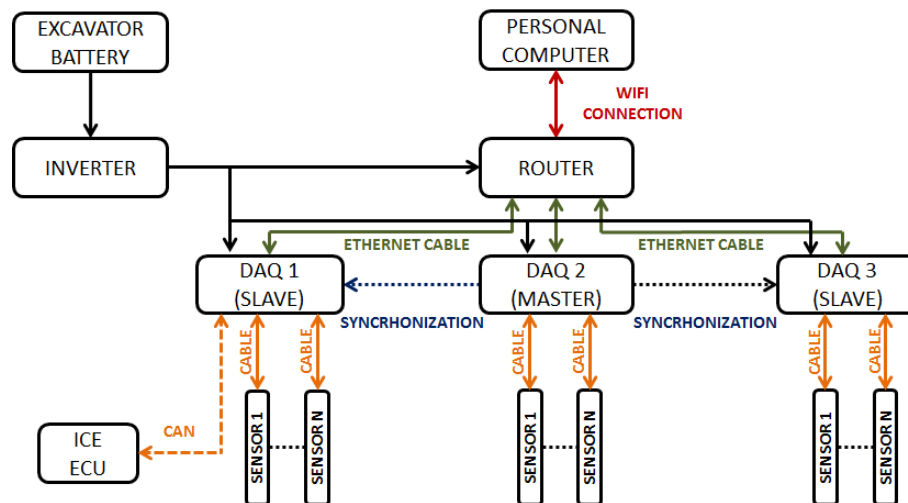 EXCAVATOR
BATTERY
PERSONAL
COMPUTER
WIFI
CONNECTION
INVERTER
ROUTER
ETHERNET CABLE
ETHERNET CABLE
DAQ 1
(SLAVE)
DAQ 2
(MASTER)
DAQ 3
(SLAVE)
SYNCRHONIZATION
SYNCRHONIZATION
CABLE
CABLE
CABLE
CABLE
CABLE
CABLE
CAN
ICE
ECU
SENSOR 1
SENSOR N
SENSOR 1
SENSOR N
SENSOR 1
SENSOR N